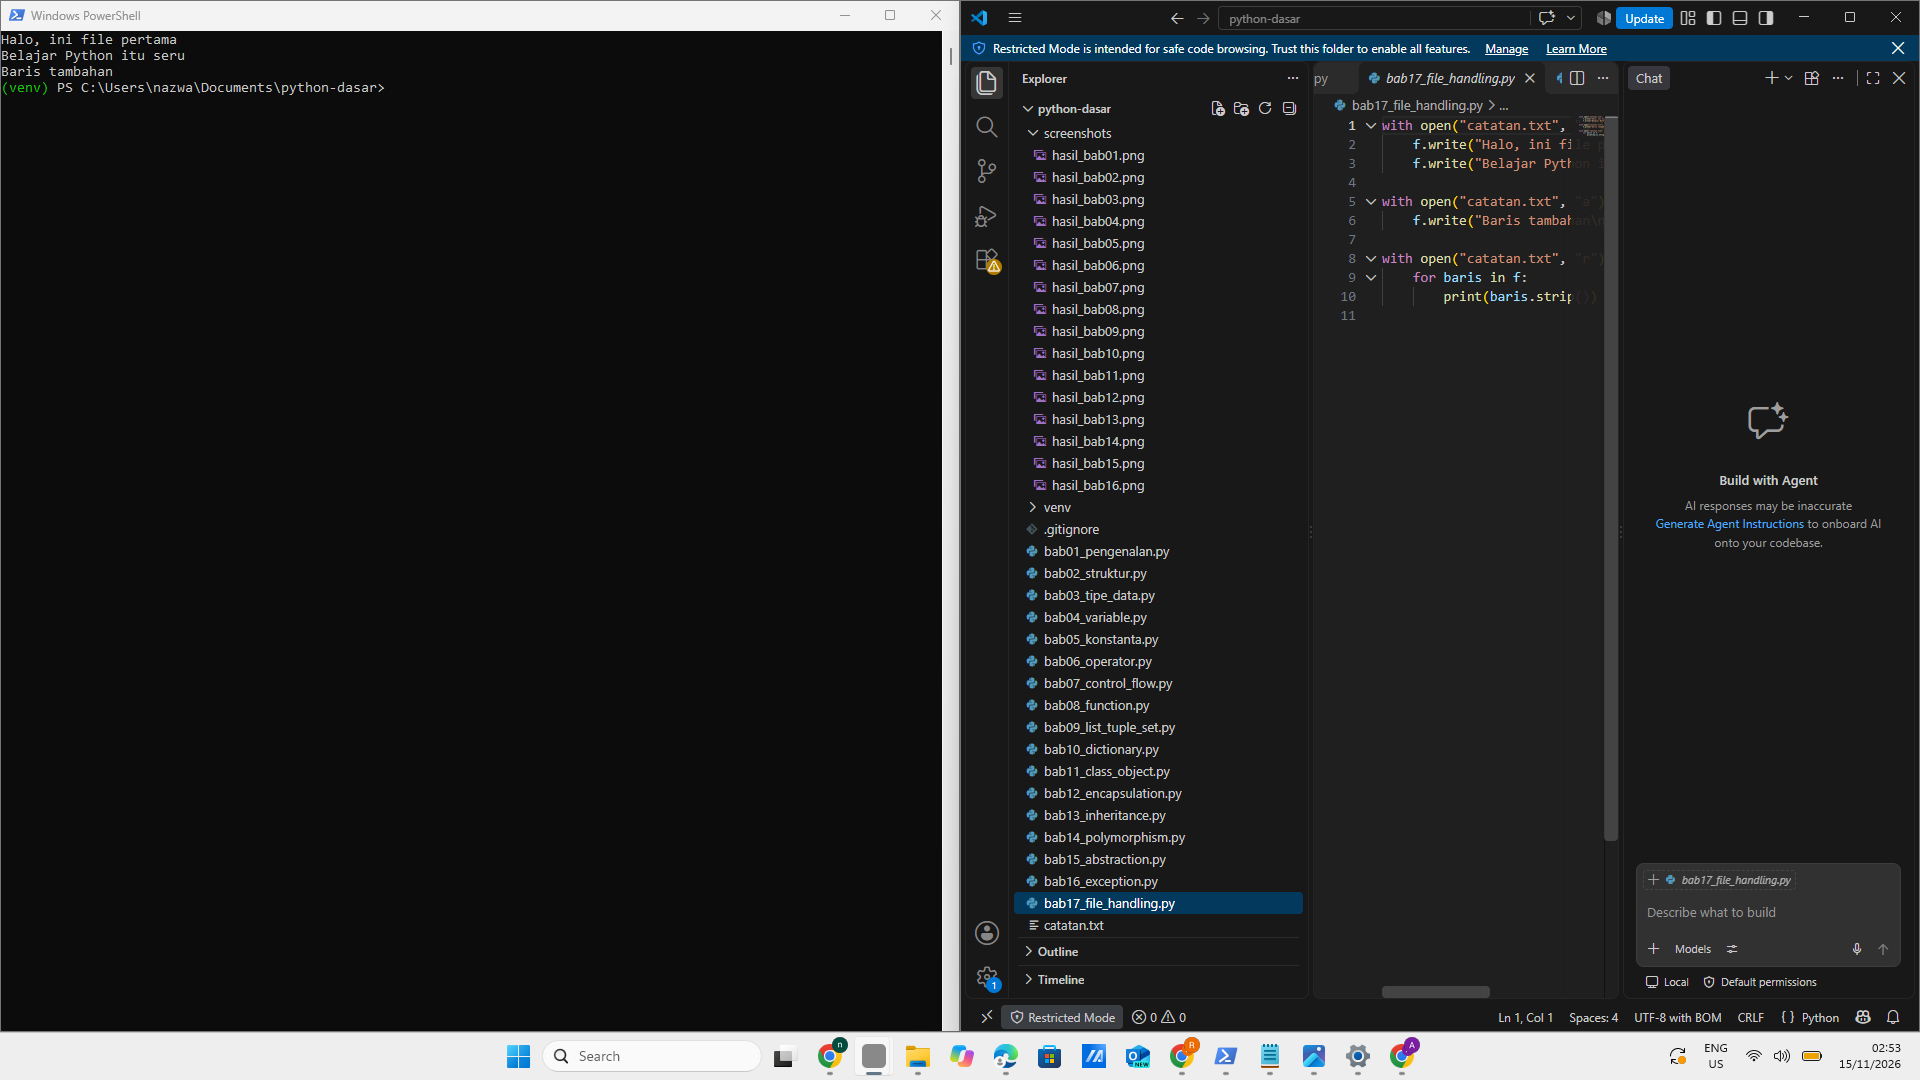 Windows PowerShell
Halo, ini file pertama
Belajar Python itu seru
Baris tambahan
(venv) PS C:\Users\nazwa\Documents\python-dasar>
python-dasar
Update
Restricted Mode is intended for safe code browsing. Trust this folder to enable all features. Manage Learn More
Explorer
python-dasar
screenshots
hasil_bab01.png
hasil_bab02.png
hasil_bab03.png
hasil_bab04.png
hasil_bab05.png
hasil_bab06.png
hasil_bab07.png
hasil_bab08.png
hasil_bab09.png
hasil_bab10.png
hasil_bab11.png
hasil_bab12.png
hasil_bab13.png
hasil_bab14.png
hasil_bab15.png
hasil_bab16.png
venv
.gitignore
bab01_pengenalan.py
bab02_struktur.py
bab03_tipe_data.py
bab04_variable.py
bab05_konstanta.py
bab06_operator.py
bab07_control_flow.py
bab08_function.py
bab09_list_tuple_set.py
bab10_dictionary.py
bab11_class_object.py
bab12_encapsulation.py
bab13_inheritance.py
bab14_polymorphism.py
bab15_abstraction.py
bab16_exception.py
bab17_file_handling.py
catatan.txt
Outline
Timeline
py
bab17_file_handling.py
bab17_file_handling.py > ...
1 with open("catatan.txt",
2 f.write("Halo, ini file p
3 f.write("Belajar Python i
4
5 with open("catatan.txt", "a")
6 f.write("Baris tambahan\n
7
8 with open("catatan.txt", "r")
9 for baris in f:
10 print(baris.strip())
11
Chat
Build with Agent
AI responses may be inaccurate
Generate Agent Instructions to onboard AI
onto your codebase.
bab17_file_handling.py
Describe what to build
Models
Local Default permissions
1
Restricted Mode 0 0
Ln 1, Col 1 Spaces: 4 UTF-8 with BOM CRLF { } Python
Search
n
NEW
R
A
ENG
US
02:53
15/11/2026